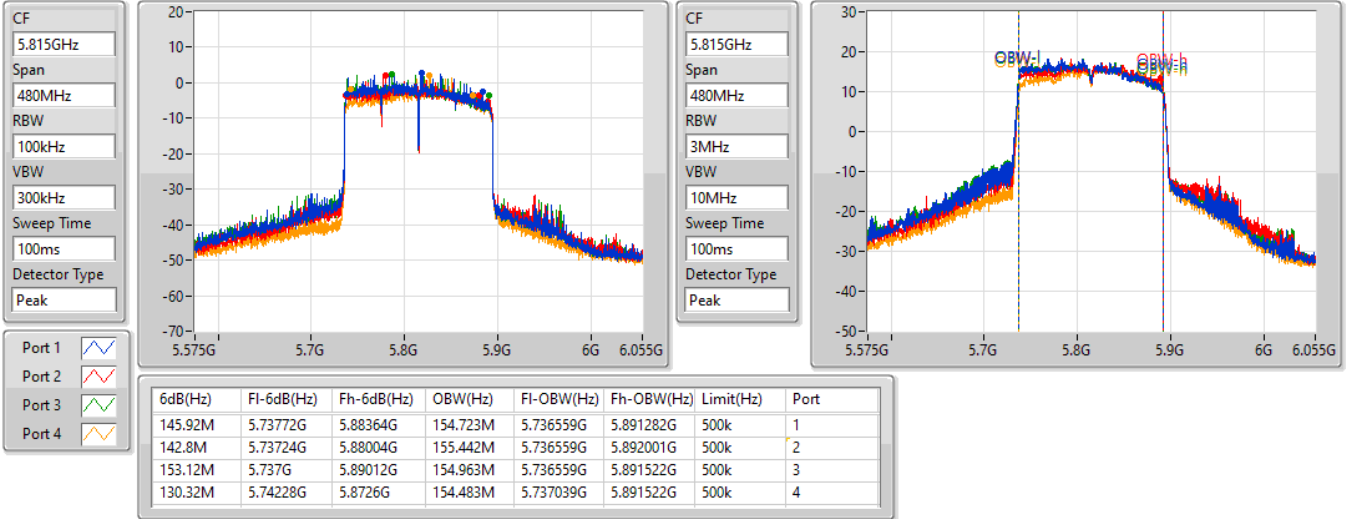 CF
5.815GHz
Span
480MHz
RBW
100kHz
VBW
300kHz
Sweep Time
100ms
Detector Type
Peak
20
10
0
-10
-20
-30
-40
-50
-60
-70
5.575G 5.7G 5.8G 5.9G 6G 6.055G
CF
5.815GHz
Span
480MHz
RBW
3MHz
VBW
10MHz
Sweep Time
100ms
Detector Type
Peak
30
20
10
0
-10
-20
-30
-40
-50
OBW-l
OBW-h
5.575G 5.7G 5.8G 5.9G 6G 6.055G
Port 1
Port 2
Port 3
Port 4
6dB(Hz) Fl-6dB(Hz) Fh-6dB(Hz) OBW(Hz) Fl-OBW(Hz) Fh-OBW(Hz) Limit(Hz) Port
145.92M 5.73772G 5.88364G 154.723M 5.736559G 5.891282G 500k 1
142.8M 5.73724G 5.88004G 155.442M 5.736559G 5.892001G 500k 2
153.12M 5.737G 5.89012G 154.963M 5.736559G 5.891522G 500k 3
130.32M 5.74228G 5.8726G 154.483M 5.737039G 5.891522G 500k 4